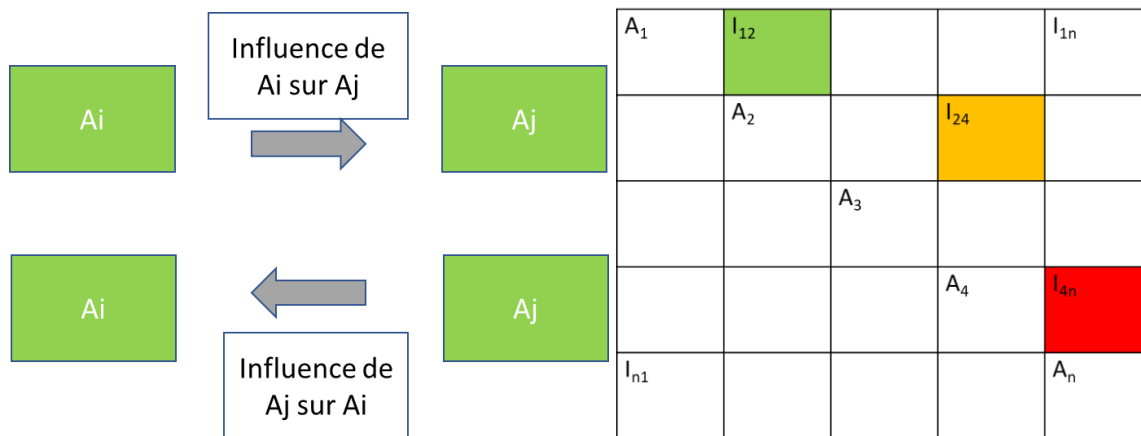 Ai
Influence de
Ai sur Aj
Aj
Ai
Influence de
Aj sur Ai
Aj
A₁ I₁₂ I₁ₙ
A₂ I₂₄
A₃
A₄ I₄ₙ
Iₙ₁ Aₙ